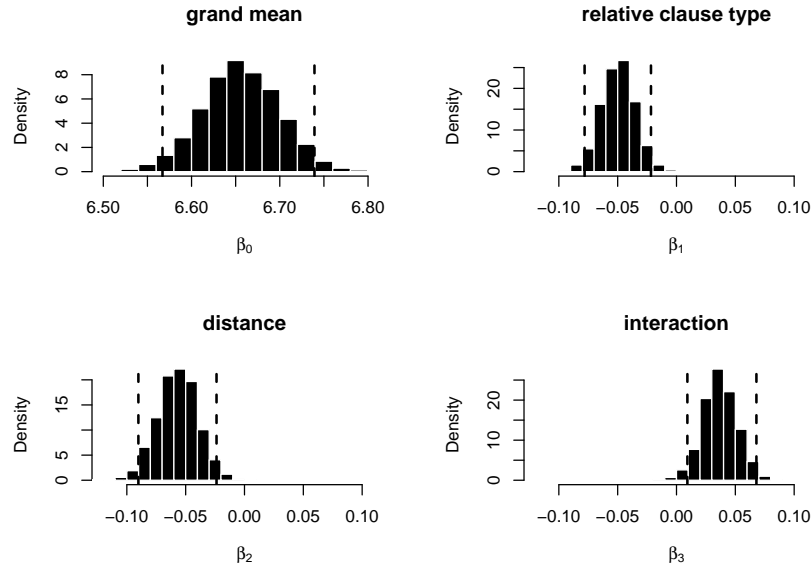 grand mean
Density
0 2 4 6 8
6.50 6.60 6.70 6.80
β0
relative clause type
Density
0 10 20
−0.10 −0.05 0.00 0.05 0.10
β1
distance
Density
0 5 15
−0.10 −0.05 0.00 0.05 0.10
β2
interaction
Density
0 10 20
−0.10 −0.05 0.00 0.05 0.10
β3